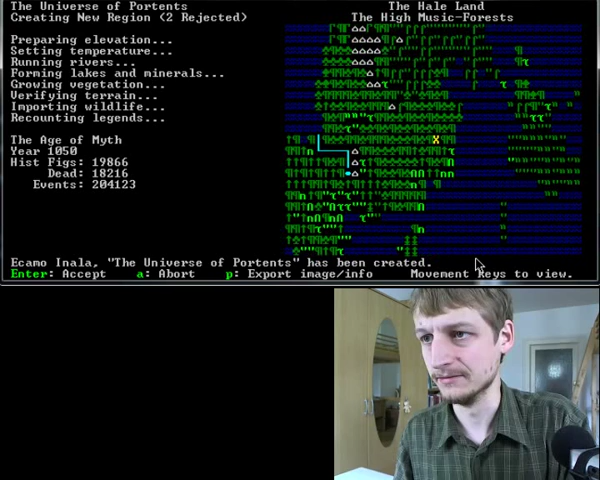 The Universe of Portents
The Hale Land
Creating New Region (2 Rejected)
The High Music-Forests
Preparing elevation...
Setting temperature...
Running rivers...
Forming lakes and minerals...
Growing vegetation...
Verifying terrain...
Importing wildlife...
Recounting legends...
The Age of Myth
Year 1050
Hist Figs: 19866
Dead: 18216
Events: 204123
Ecamo Inala, "The Universe of Portents" has been created.
Enter: Accept a: Abort p: Export image/info Movement Keys to view.